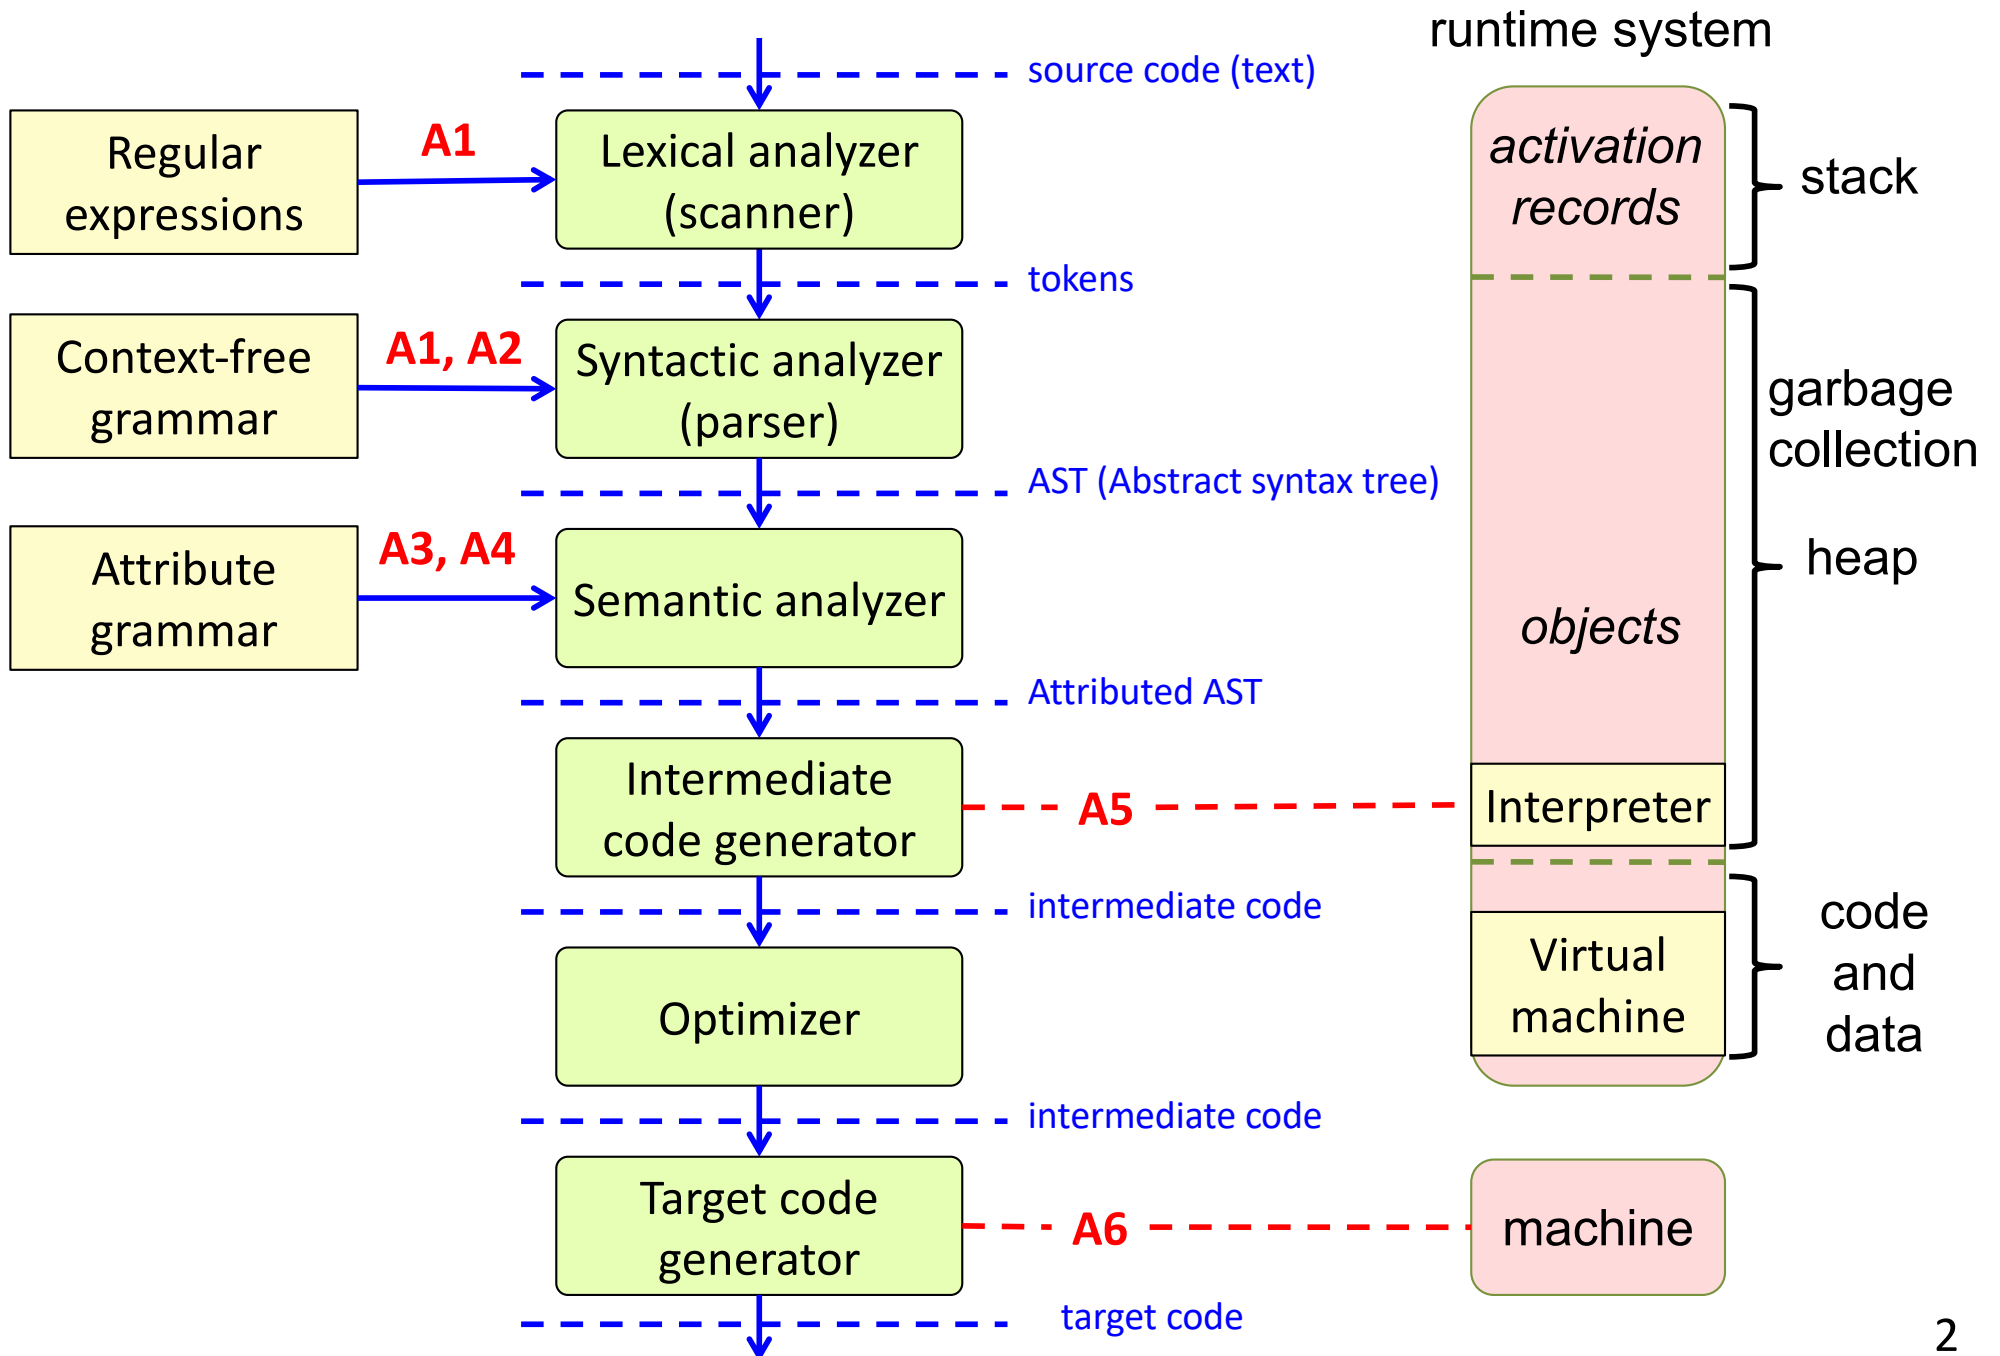 runtime system
source code (text)
Regular
expressions
A1
Lexical analyzer
(scanner)
activation
records
stack
tokens
Context-free
grammar
A1, A2
Syntactic analyzer
(parser)
garbage
collection
AST (Abstract syntax tree)
Attribute
grammar
A3, A4
Semantic analyzer
heap
objects
Attributed AST
Intermediate
code generator
A5
Interpreter
intermediate code
code
and
data
Virtual
machine
Optimizer
intermediate code
Target code
generator
A6
machine
target code
2